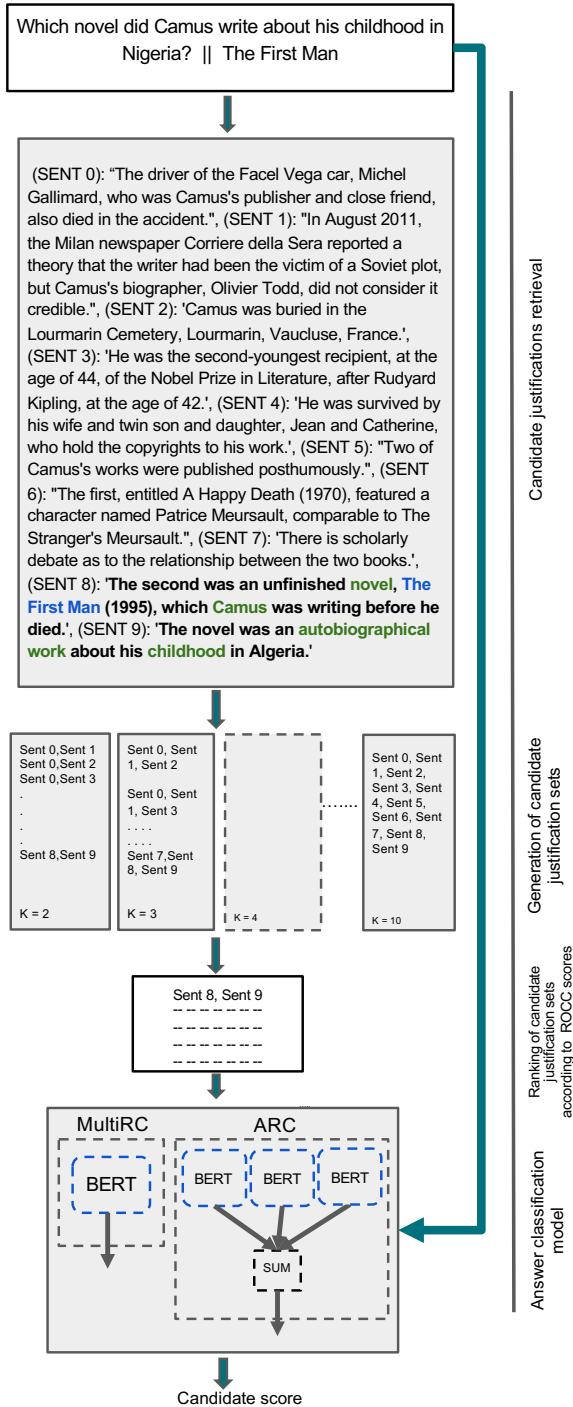 Which novel did Camus write about his childhood in
Nigeria? || The First Man
(SENT 0): “The driver of the Facel Vega car, Michel
Gallimard, who was Camus's publisher and close friend,
also died in the accident.", (SENT 1): "In August 2011,
the Milan newspaper Corriere della Sera reported a
theory that the writer had been the victim of a Soviet plot,
but Camus's biographer, Olivier Todd, did not consider it
credible.", (SENT 2): 'Camus was buried in the
Lourmarin Cemetery, Lourmarin, Vaucluse, France.',
(SENT 3): 'He was the second-youngest recipient, at the
age of 44, of the Nobel Prize in Literature, after Rudyard
Kipling, at the age of 42.', (SENT 4): 'He was survived by
his wife and twin son and daughter, Jean and Catherine,
who hold the copyrights to his work.', (SENT 5): "Two of
Camus's works were published posthumously.", (SENT
6): "The first, entitled A Happy Death (1970), featured a
character named Patrice Meursault, comparable to The
Stranger's Meursault.", (SENT 7): 'There is scholarly
debate as to the relationship between the two books.',
(SENT 8): 'The second was an unfinished novel, The
First Man (1995), which Camus was writing before he
died.', (SENT 9): 'The novel was an autobiographical
work about his childhood in Algeria.'
Candidate justifications retrieval
Sent 0,Sent 1
Sent 0,Sent 2
Sent 0,Sent 3
.
.
.
.
Sent 8,Sent 9
K = 2
Sent 0, Sent
1, Sent 2
Sent 0, Sent
1, Sent 3
. . . .
. . . .
Sent 7,Sent
8, Sent 9
K = 3
K = 4
.......
Sent 0, Sent
1, Sent 2,
Sent 3, Sent
4, Sent 5,
Sent 6, Sent
7, Sent 8,
Sent 9
K = 10
Generation of candidate
justification sets
Sent 8, Sent 9
-- -- -- -- -- -- --
-- -- -- -- -- -- --
-- -- -- -- -- -- --
-- -- -- -- -- -- --
Ranking of candidate
justification sets
according to ROCC scores
.....
MultiRC
BERT
ARC
BERT
BERT
BERT
SUM
Answer classification
model
Candidate score